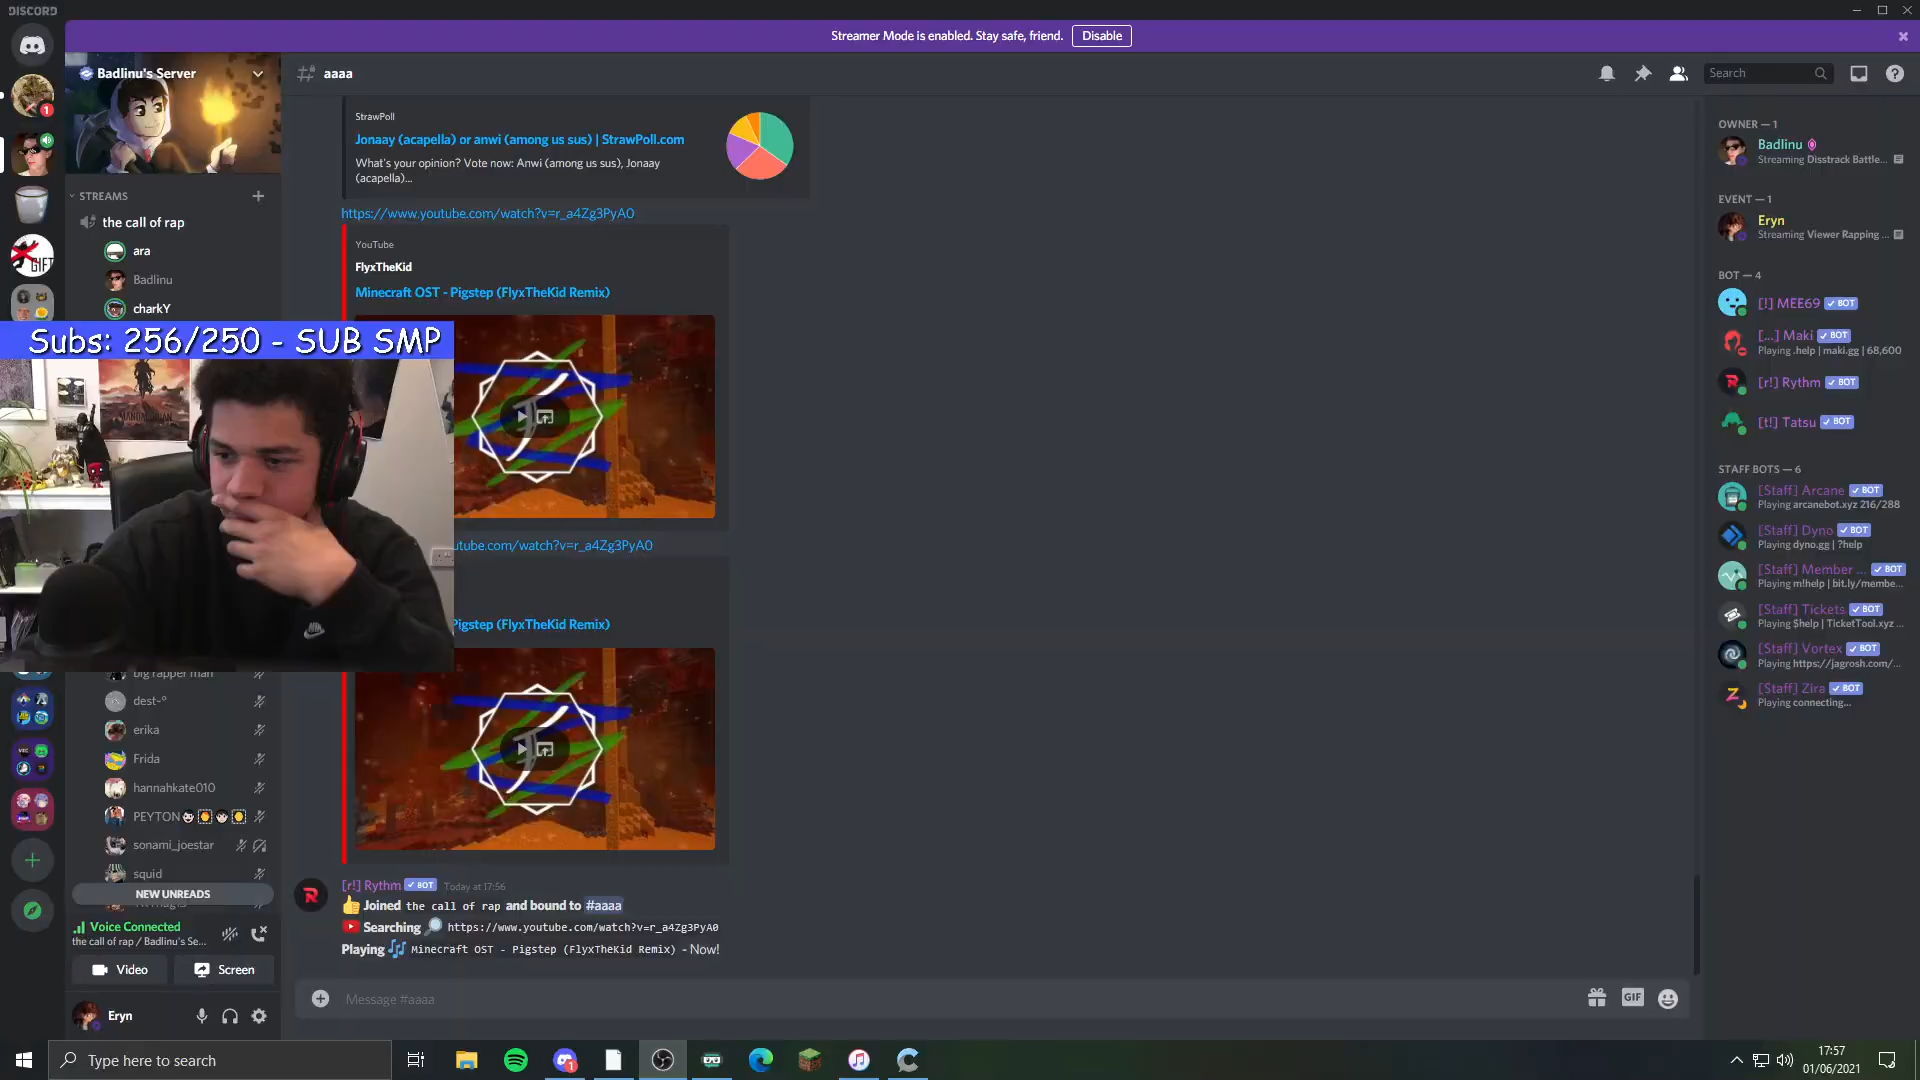 DISCORD
Streamer Mode is enabled. Stay safe, friend.
Disable
Badlinu's Server
aaaa
Search
STREAMS
the call of rap
ara
Badlinu
charkY
1
GIFT
Subs: 256/250 - SUB SMP
MANDALORIAN
StrawPoll
Jonaay (acapella) or anwi (among us sus) | StrawPoll.com
What's your opinion? Vote now: Anwi (among us sus), Jonaay
(acapella)...
https://www.youtube.com/watch?v=r_a4Zg3PyA0
YouTube
FlyxTheKid
Minecraft OST - Pigstep (FlyxTheKid Remix)
utube.com/watch?v=r_a4Zg3PyA0
Pigstep (FlyxTheKid Remix)
big rapper man
dest-°
erika
Frida
hannahkate010
PEYTON
sonami_joestar
squid
NEW UNREADS
Voice Connected
the call of rap / Badlinu's Se...
Video
Screen
Eryn
[r!] Rythm
BOT
Today at 17:56
Joined the call of rap and bound to #aaaa
Searching https://www.youtube.com/watch?v=r_a4Zg3PyA0
Playing Minecraft OST - Pigstep (FlyxTheKid Remix) - Now!
Message #aaaa
GIF
OWNER — 1
Badlinu
Streaming Disstrack Battle...
EVENT — 1
Eryn
Streaming Viewer Rapping ...
BOT — 4
[!] MEE69 BOT
[...] Maki BOT
Playing .help | maki.gg | 68,600
[r!] Rythm BOT
[t!] Tatsu BOT
STAFF BOTS — 6
[Staff] Arcane BOT
Playing arcanebot.xyz 216/288
[Staff] Dyno BOT
Playing dyno.gg | ?help
[Staff] Member ... BOT
Playing m!help | bit.ly/membe...
[Staff] Tickets BOT
Playing $help | TicketTool.xyz ...
[Staff] Vortex BOT
Playing https://jagrosh.com/...
[Staff] Zira BOT
Playing connecting...
Type here to search
1
17:57
01/06/2021